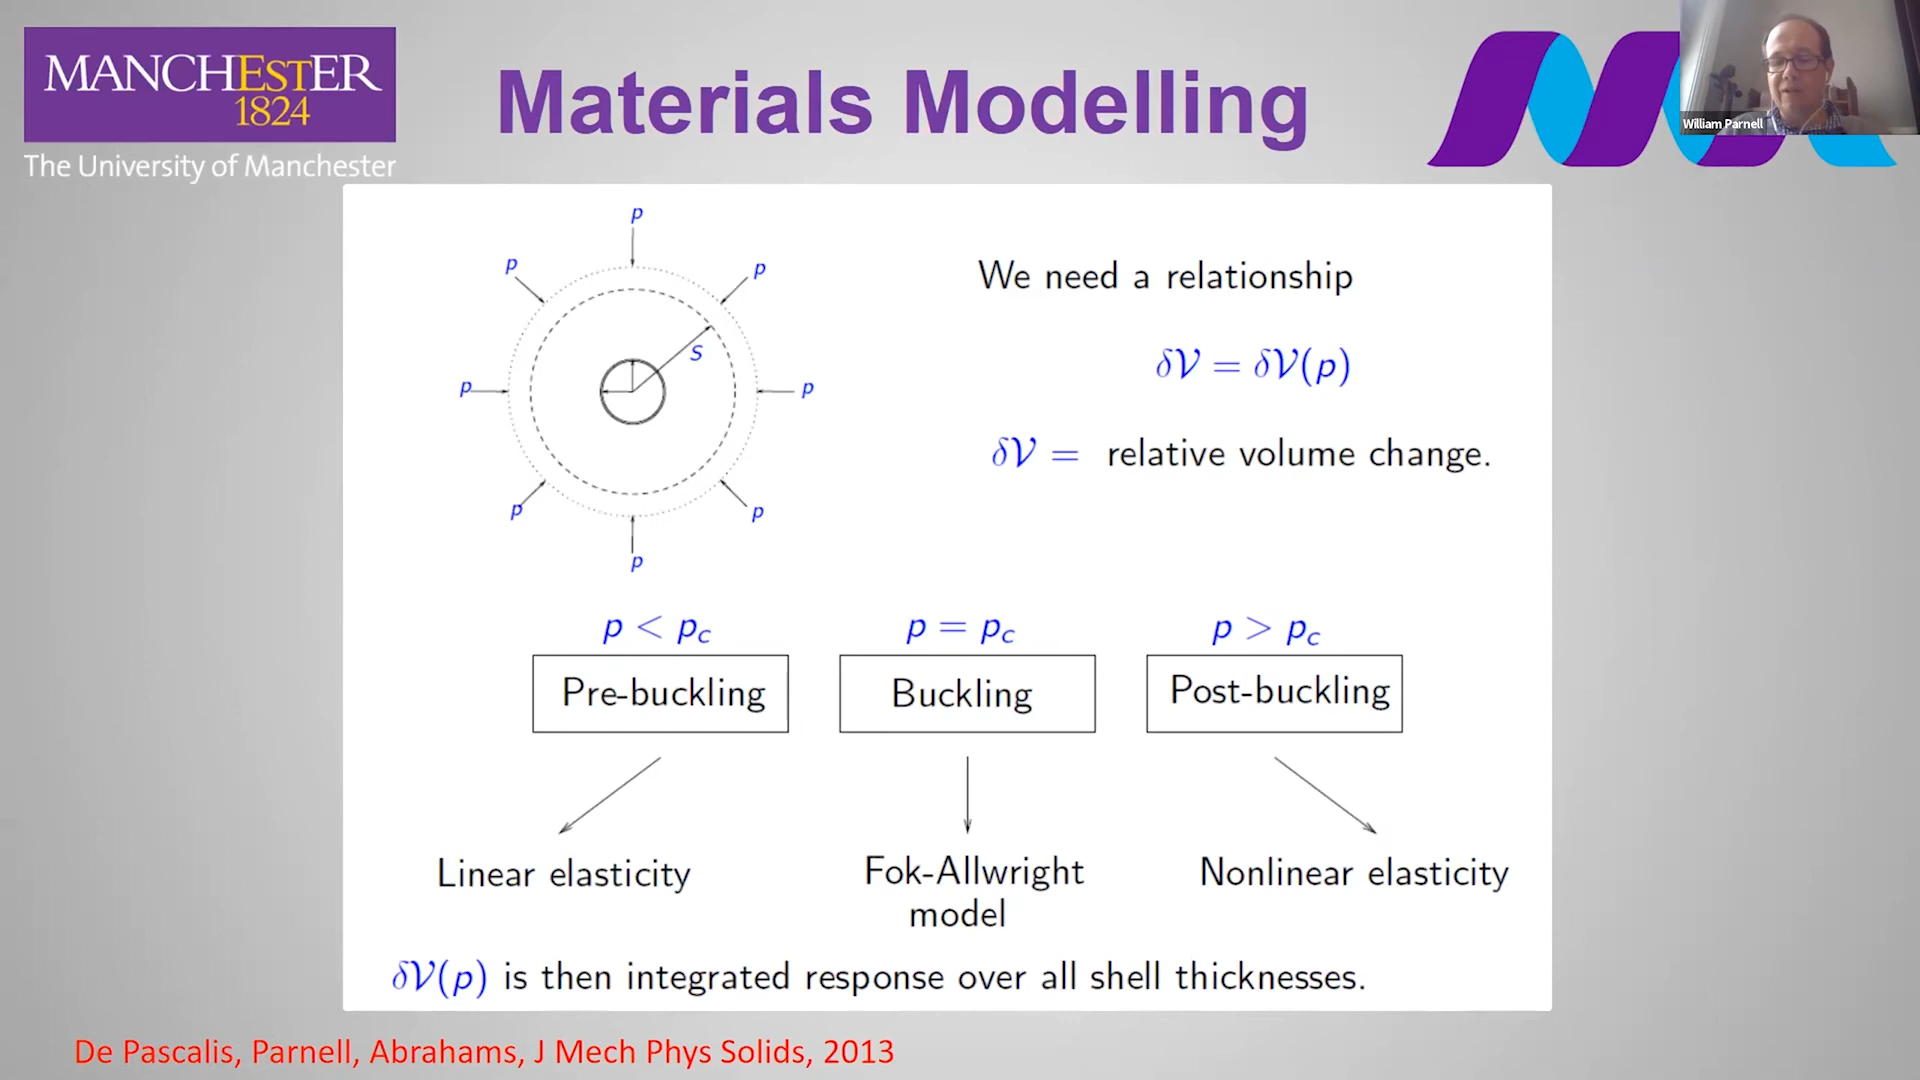 MANCHESTER
1824
The University of Manchester
Materials Modelling
William Parnell
p
p
p
S
p
p
p
p
p
We need a relationship
δ𝒱 = δ𝒱(p)
δ𝒱 = relative volume change.
p < p_c
p = p_c
p > p_c
Pre-buckling
Buckling
Post-buckling
Linear elasticity
Fok-Allwright
model
Nonlinear elasticity
δ𝒱(p) is then integrated response over all shell thicknesses.
De Pascalis, Parnell, Abrahams, J Mech Phys Solids, 2013